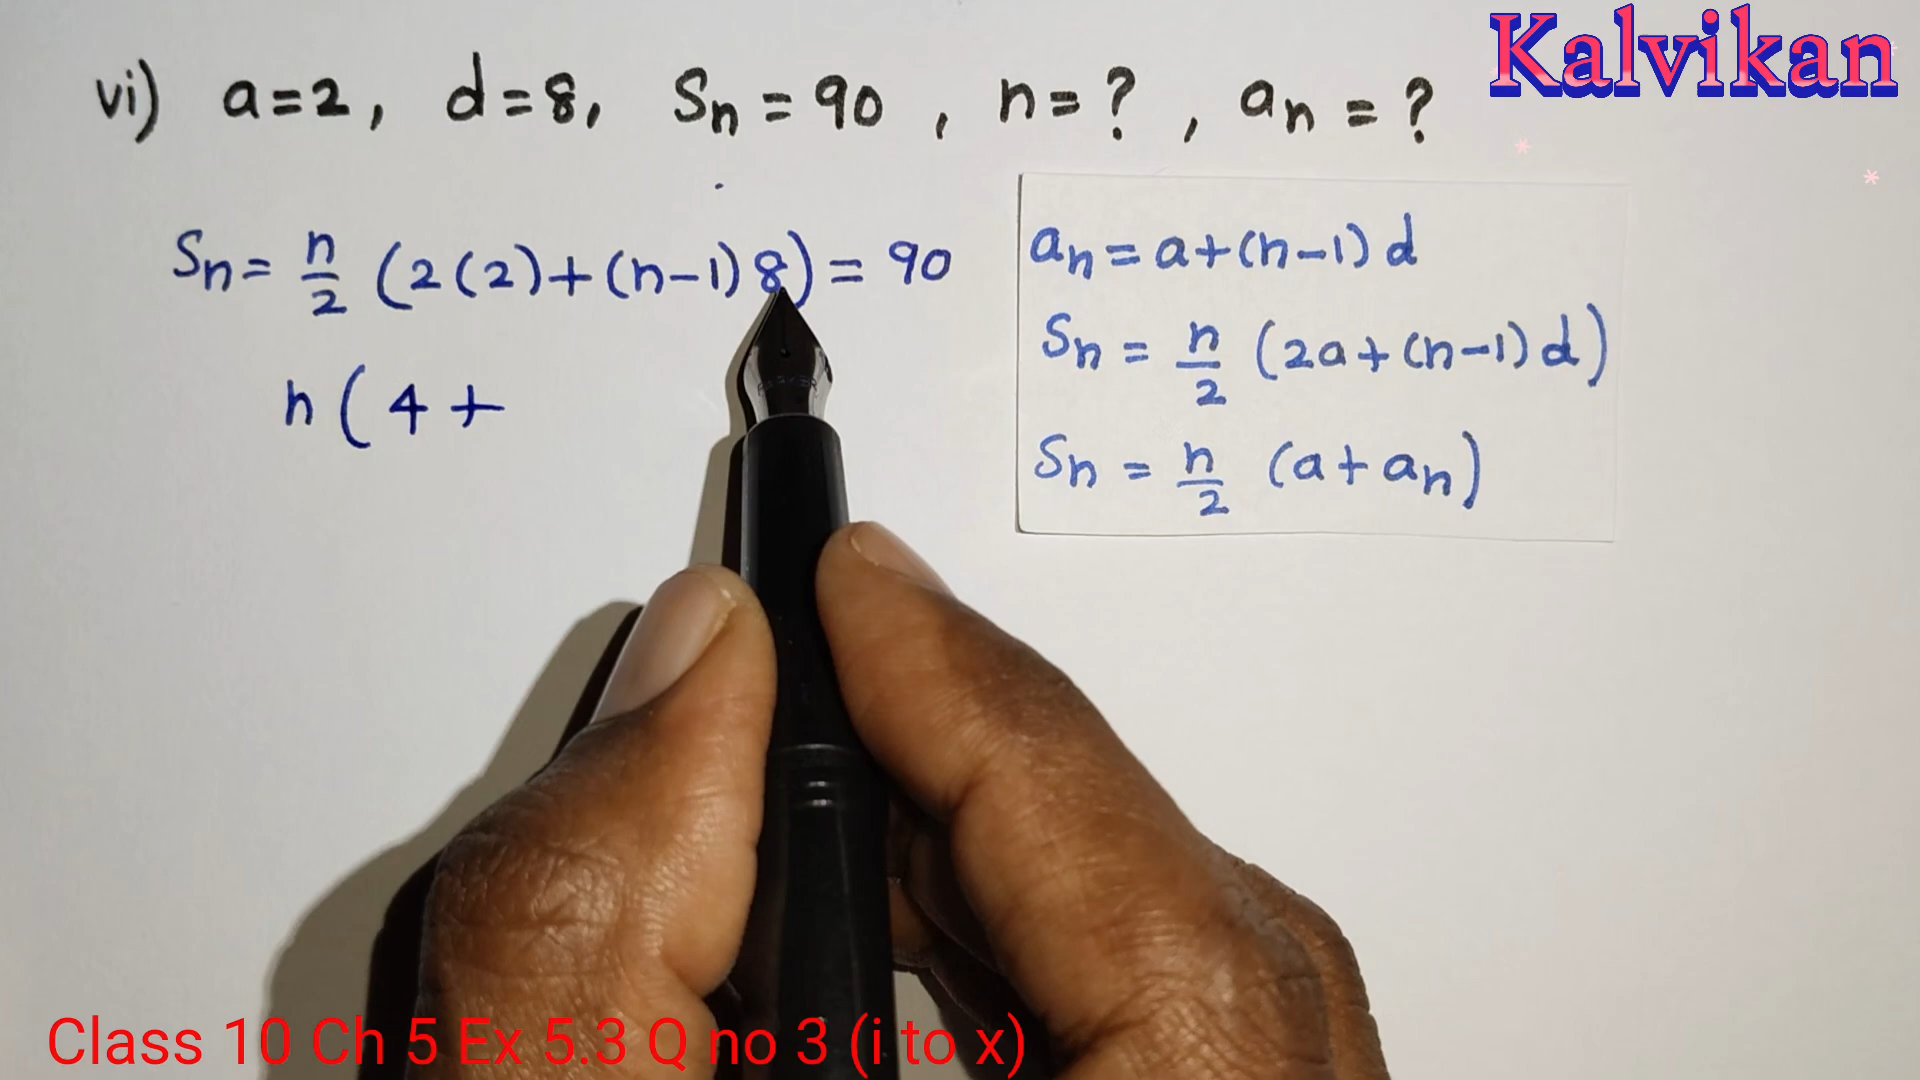 Kalvikan
vi) a=2, d=8, Sn=90, n=?, an=?
Sn = n/2 (2(2)+(n-1)8) = 90
n(4+
an=a+(n-1)d
Sn = n/2 (2a+(n-1)d)
Sn = n/2 (a+an)
Class 10 Ch 5 Ex 5.3 Q no 3 (i to x)